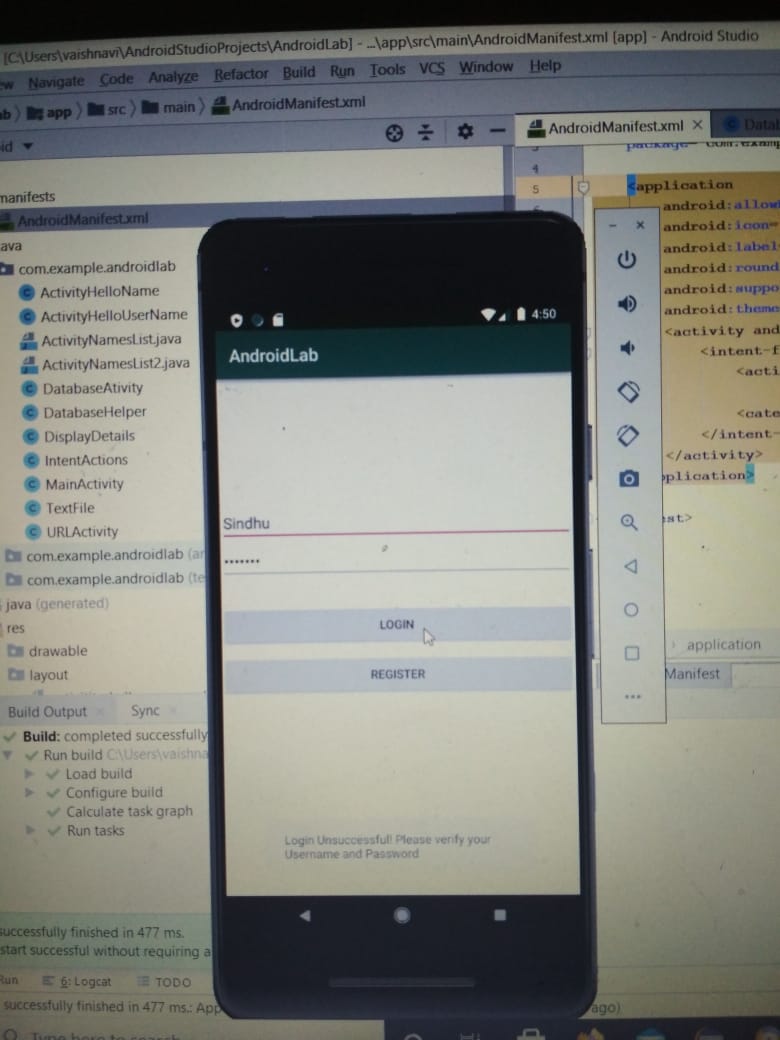 [C:\Users\vaishnavi\AndroidStudioProjects\AndroidLab] - ...\app\src\main\AndroidManifest.xml [app] - Android Studio
Navigate Code Analyze Refactor Build Run Tools VCS Window Help
app src main AndroidManifest.xml
AndroidManifest.xml
4
5
<application
android:allow
android:icon=
android:label
android:round
android:suppo
android:theme
<activity and
<intent-f
<acti
<cate
</intent-
</activity>
pplication>
est>
application
Manifest
manifests
AndroidManifest.xml
ava
com.example.androidlab
ActivityHelloName
ActivityHelloUserName
ActivityNamesList.java
ActivityNamesList2.java
DatabaseAtivity
DatabaseHelper
DisplayDetails
IntentActions
MainActivity
TextFile
URLActivity
com.example.androidlab (ar
com.example.androidlab (te
java (generated)
res
drawable
layout
4:50
AndroidLab
Sindhu
•••••••
LOGIN
REGISTER
Login Unsuccessful! Please verify your
Username and Password
Build Output Sync
Build: completed successfully
Run build C:\Users\vaishna
Load build
Configure build
Calculate task graph
Run tasks
successfully finished in 477 ms.
start successful without requiring a
Run 6: Logcat TODO
successfully finished in 477 ms.: App
ago)
Type here to search